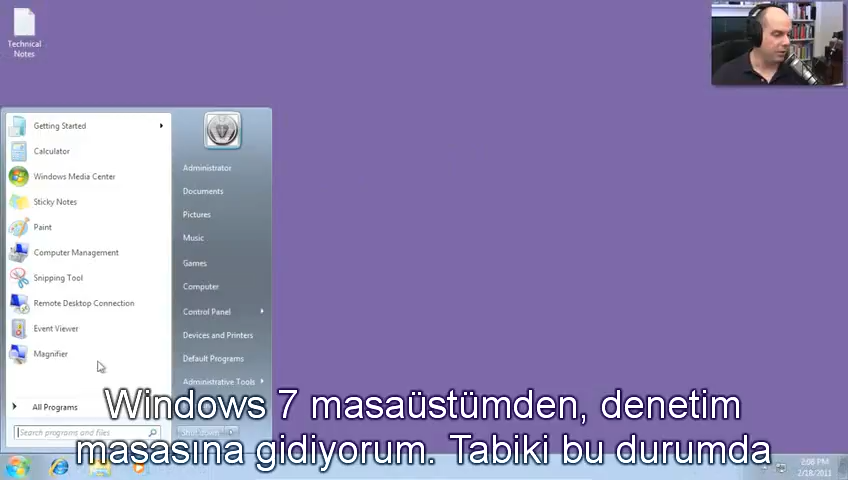 Technical
Notes
Getting Started
Calculator
Windows Media Center
Sticky Notes
Paint
Computer Management
Snipping Tool
Remote Desktop Connection
Event Viewer
Magnifier
All Programs
Search programs and files
Administrator
Documents
Pictures
Music
Games
Computer
Control Panel
Devices and Printers
Default Programs
Administrative Tools
Windows 7 masaüstümden, denetim
masasına gidiyorum. Tabiki bu durumda
2:06 PM
2/18/2011